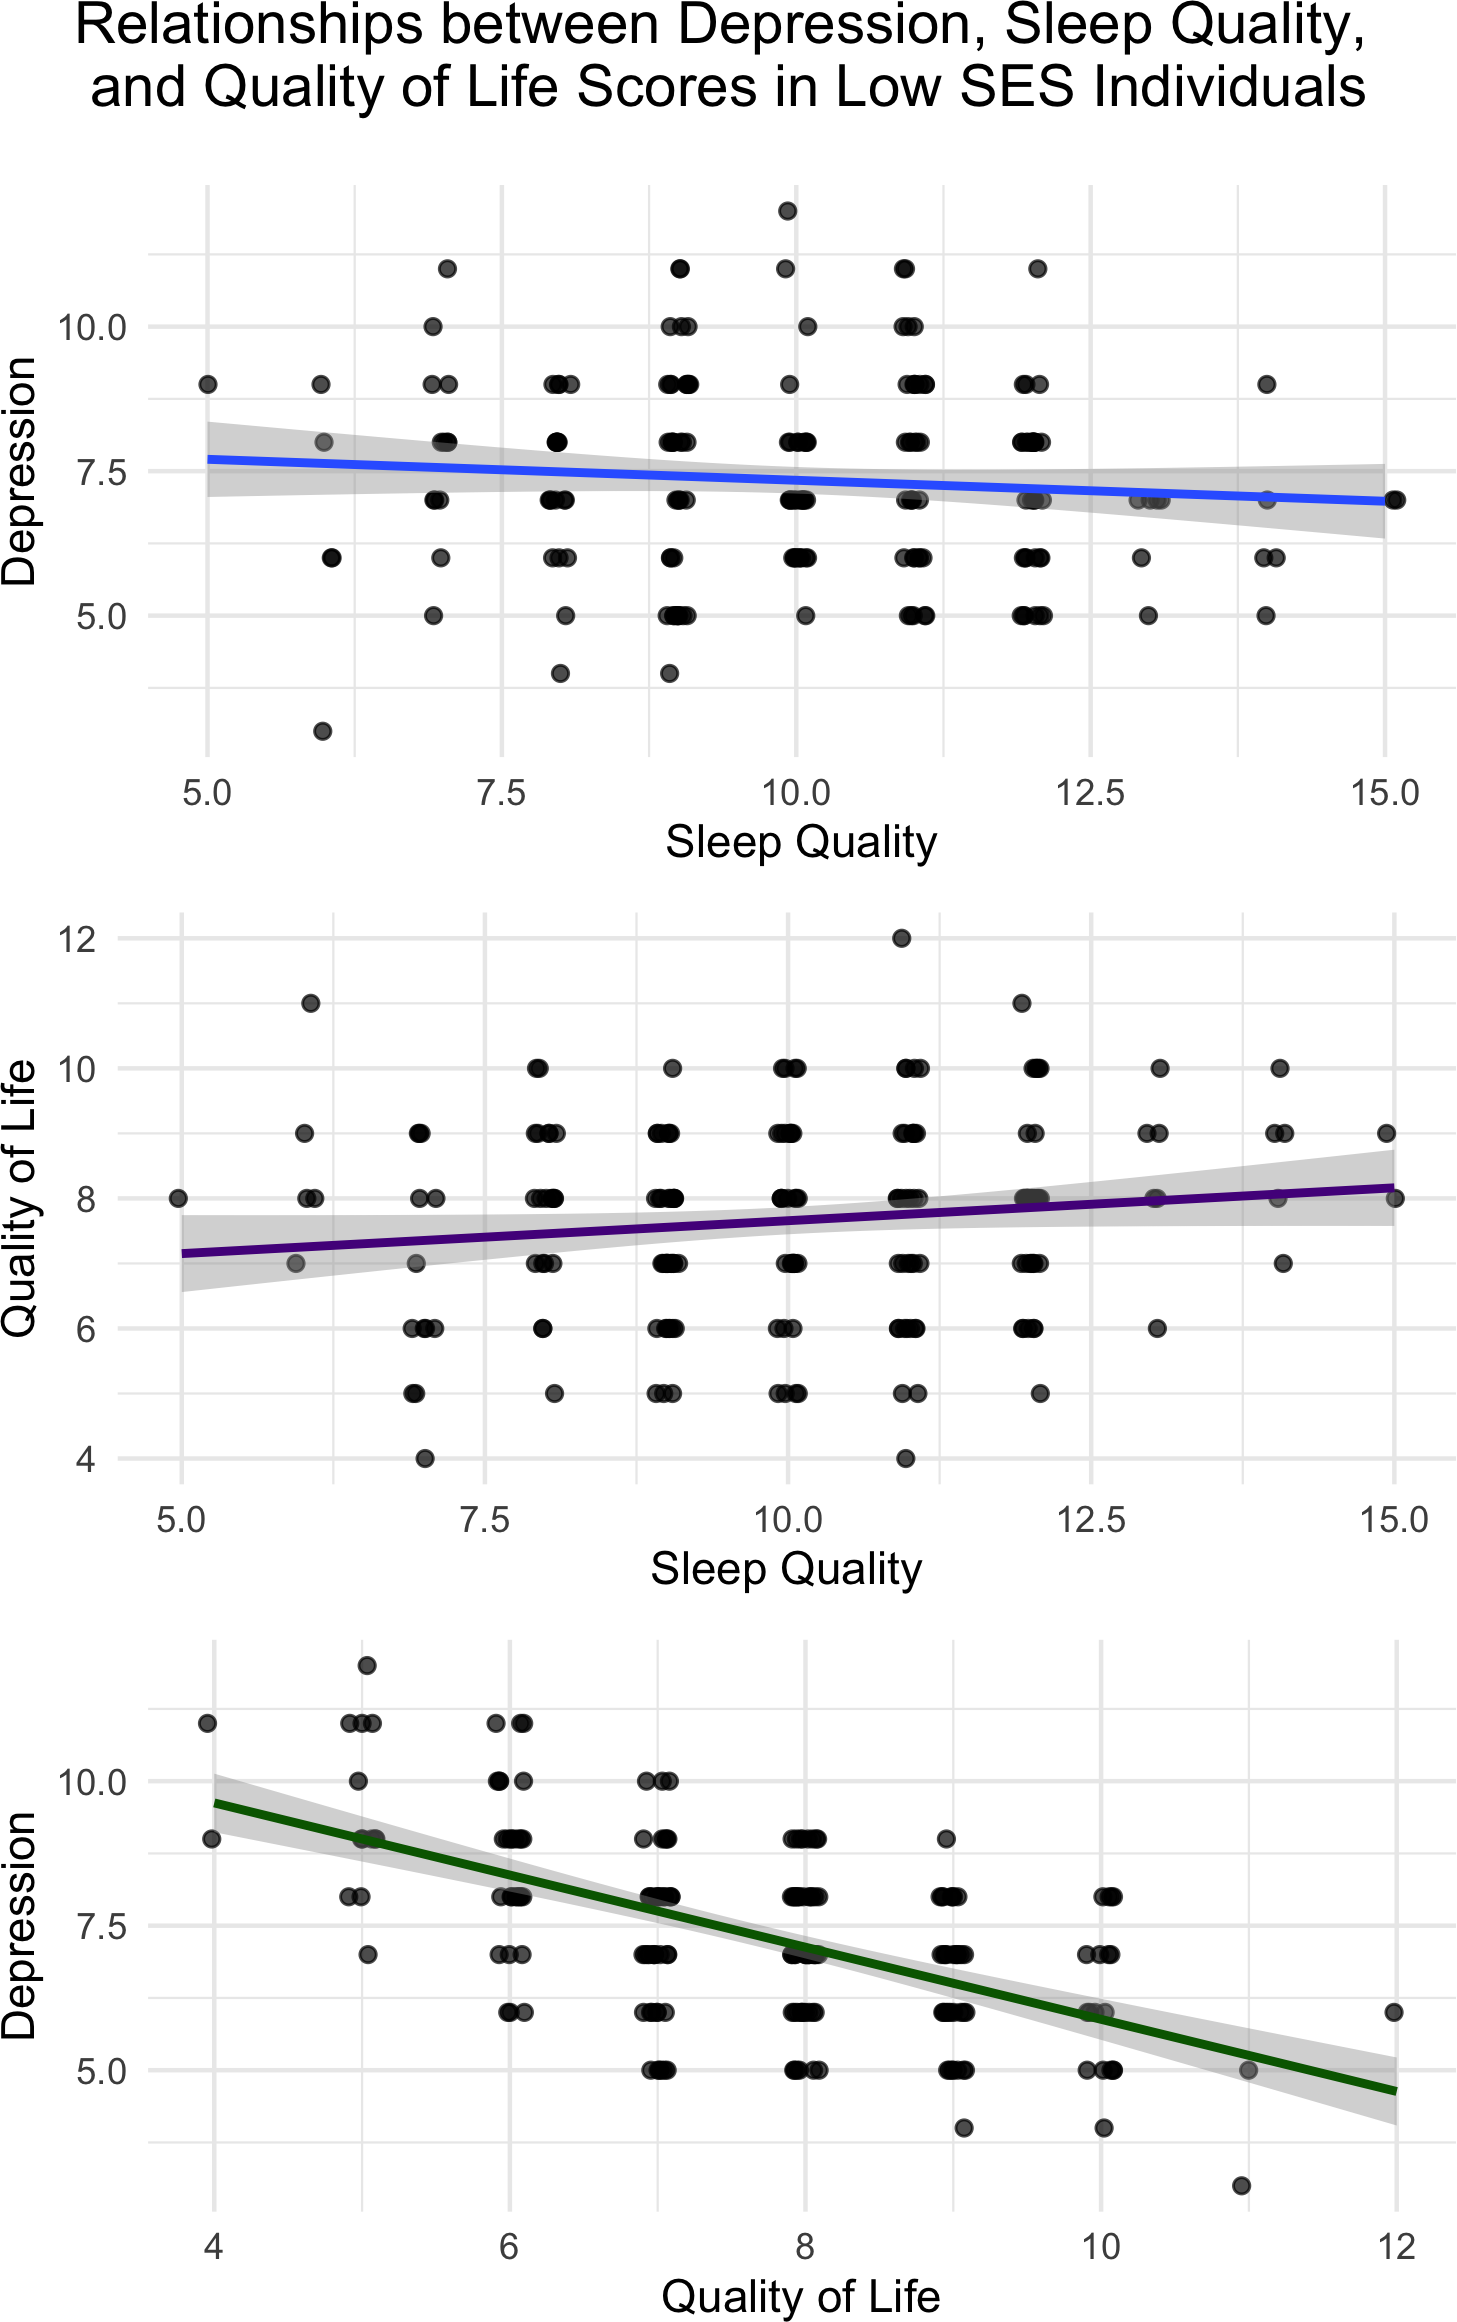 Relationships between Depression, Sleep Quality,
and Quality of Life Scores in Low SES Individuals
Depression
10.0
7.5
5.0
5.0 7.5 10.0 12.5 15.0
Sleep Quality
Quality of Life
12
10
8
6
4
5.0 7.5 10.0 12.5 15.0
Sleep Quality
Depression
10.0
7.5
5.0
4 6 8 10 12
Quality of Life